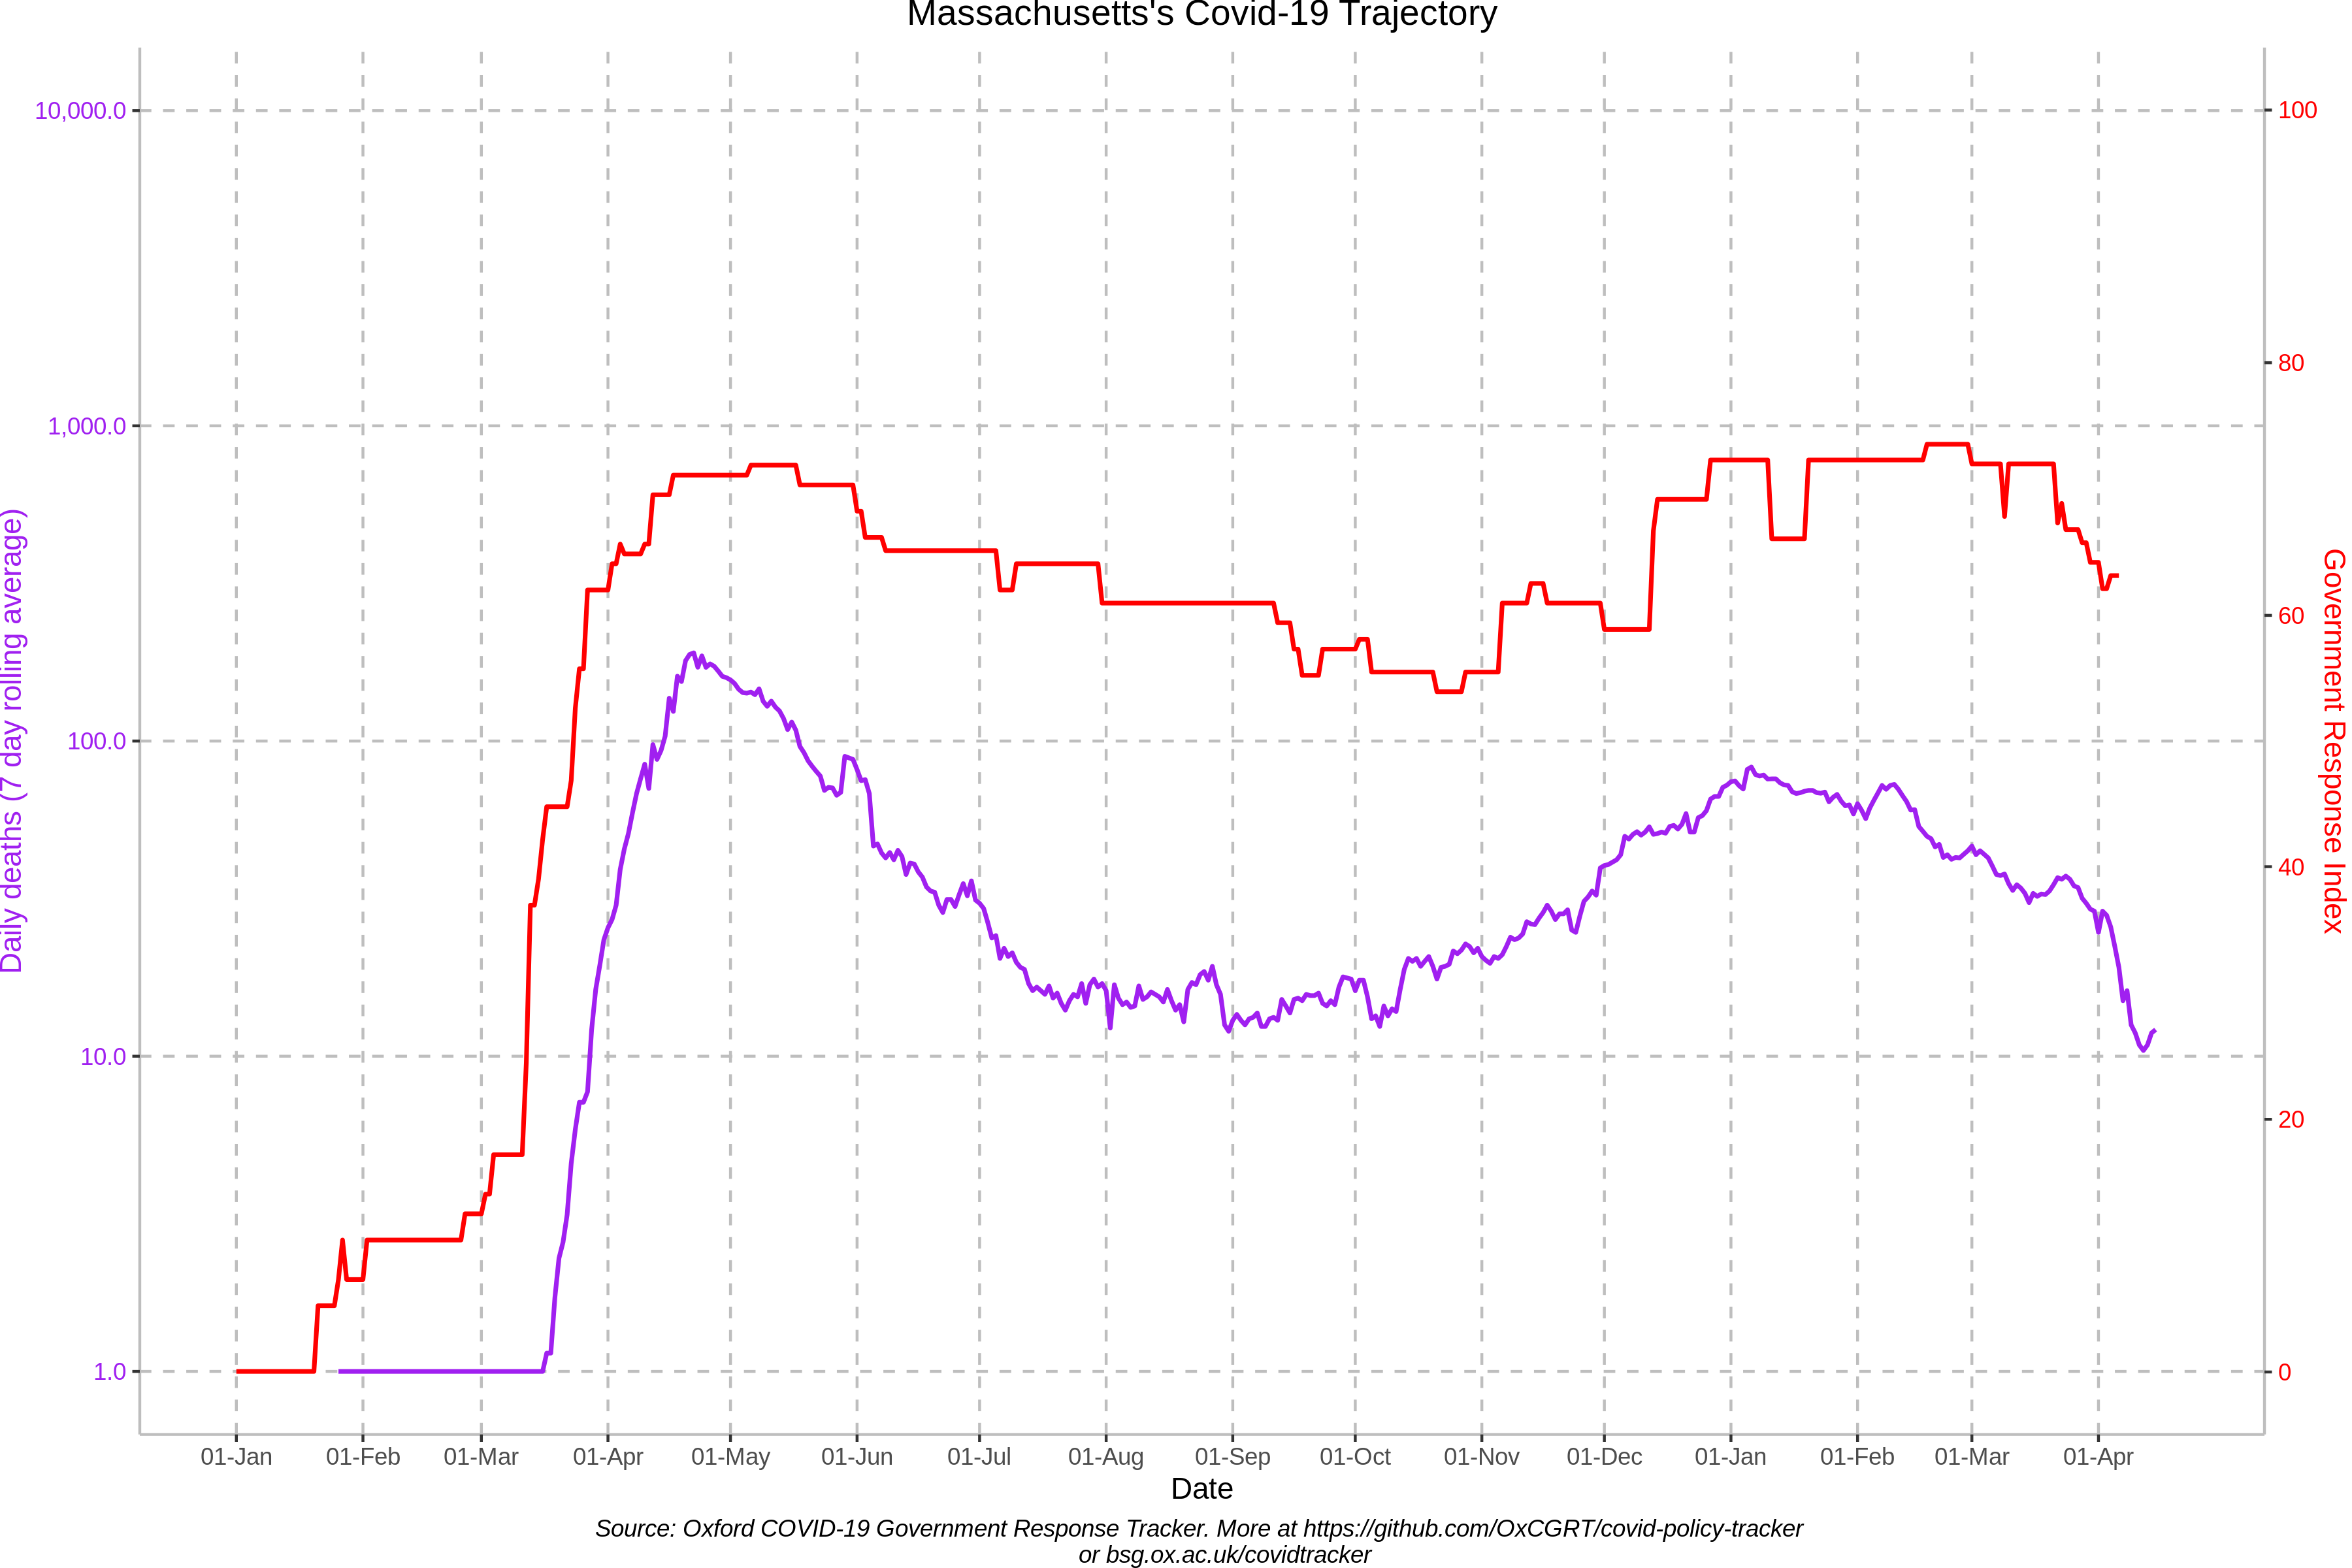 Massachusetts's Covid-19 Trajectory
10,000.0
1,000.0
100.0
10.0
1.0
Daily deaths (7 day rolling average)
100
80
60
40
20
0
Government Response Index
01-Jan 01-Feb 01-Mar 01-Apr 01-May 01-Jun 01-Jul 01-Aug 01-Sep 01-Oct 01-Nov 01-Dec 01-Jan 01-Feb 01-Mar 01-Apr
Date
Source: Oxford COVID-19 Government Response Tracker. More at https://github.com/OxCGRT/covid-policy-tracker
or bsg.ox.ac.uk/covidtracker